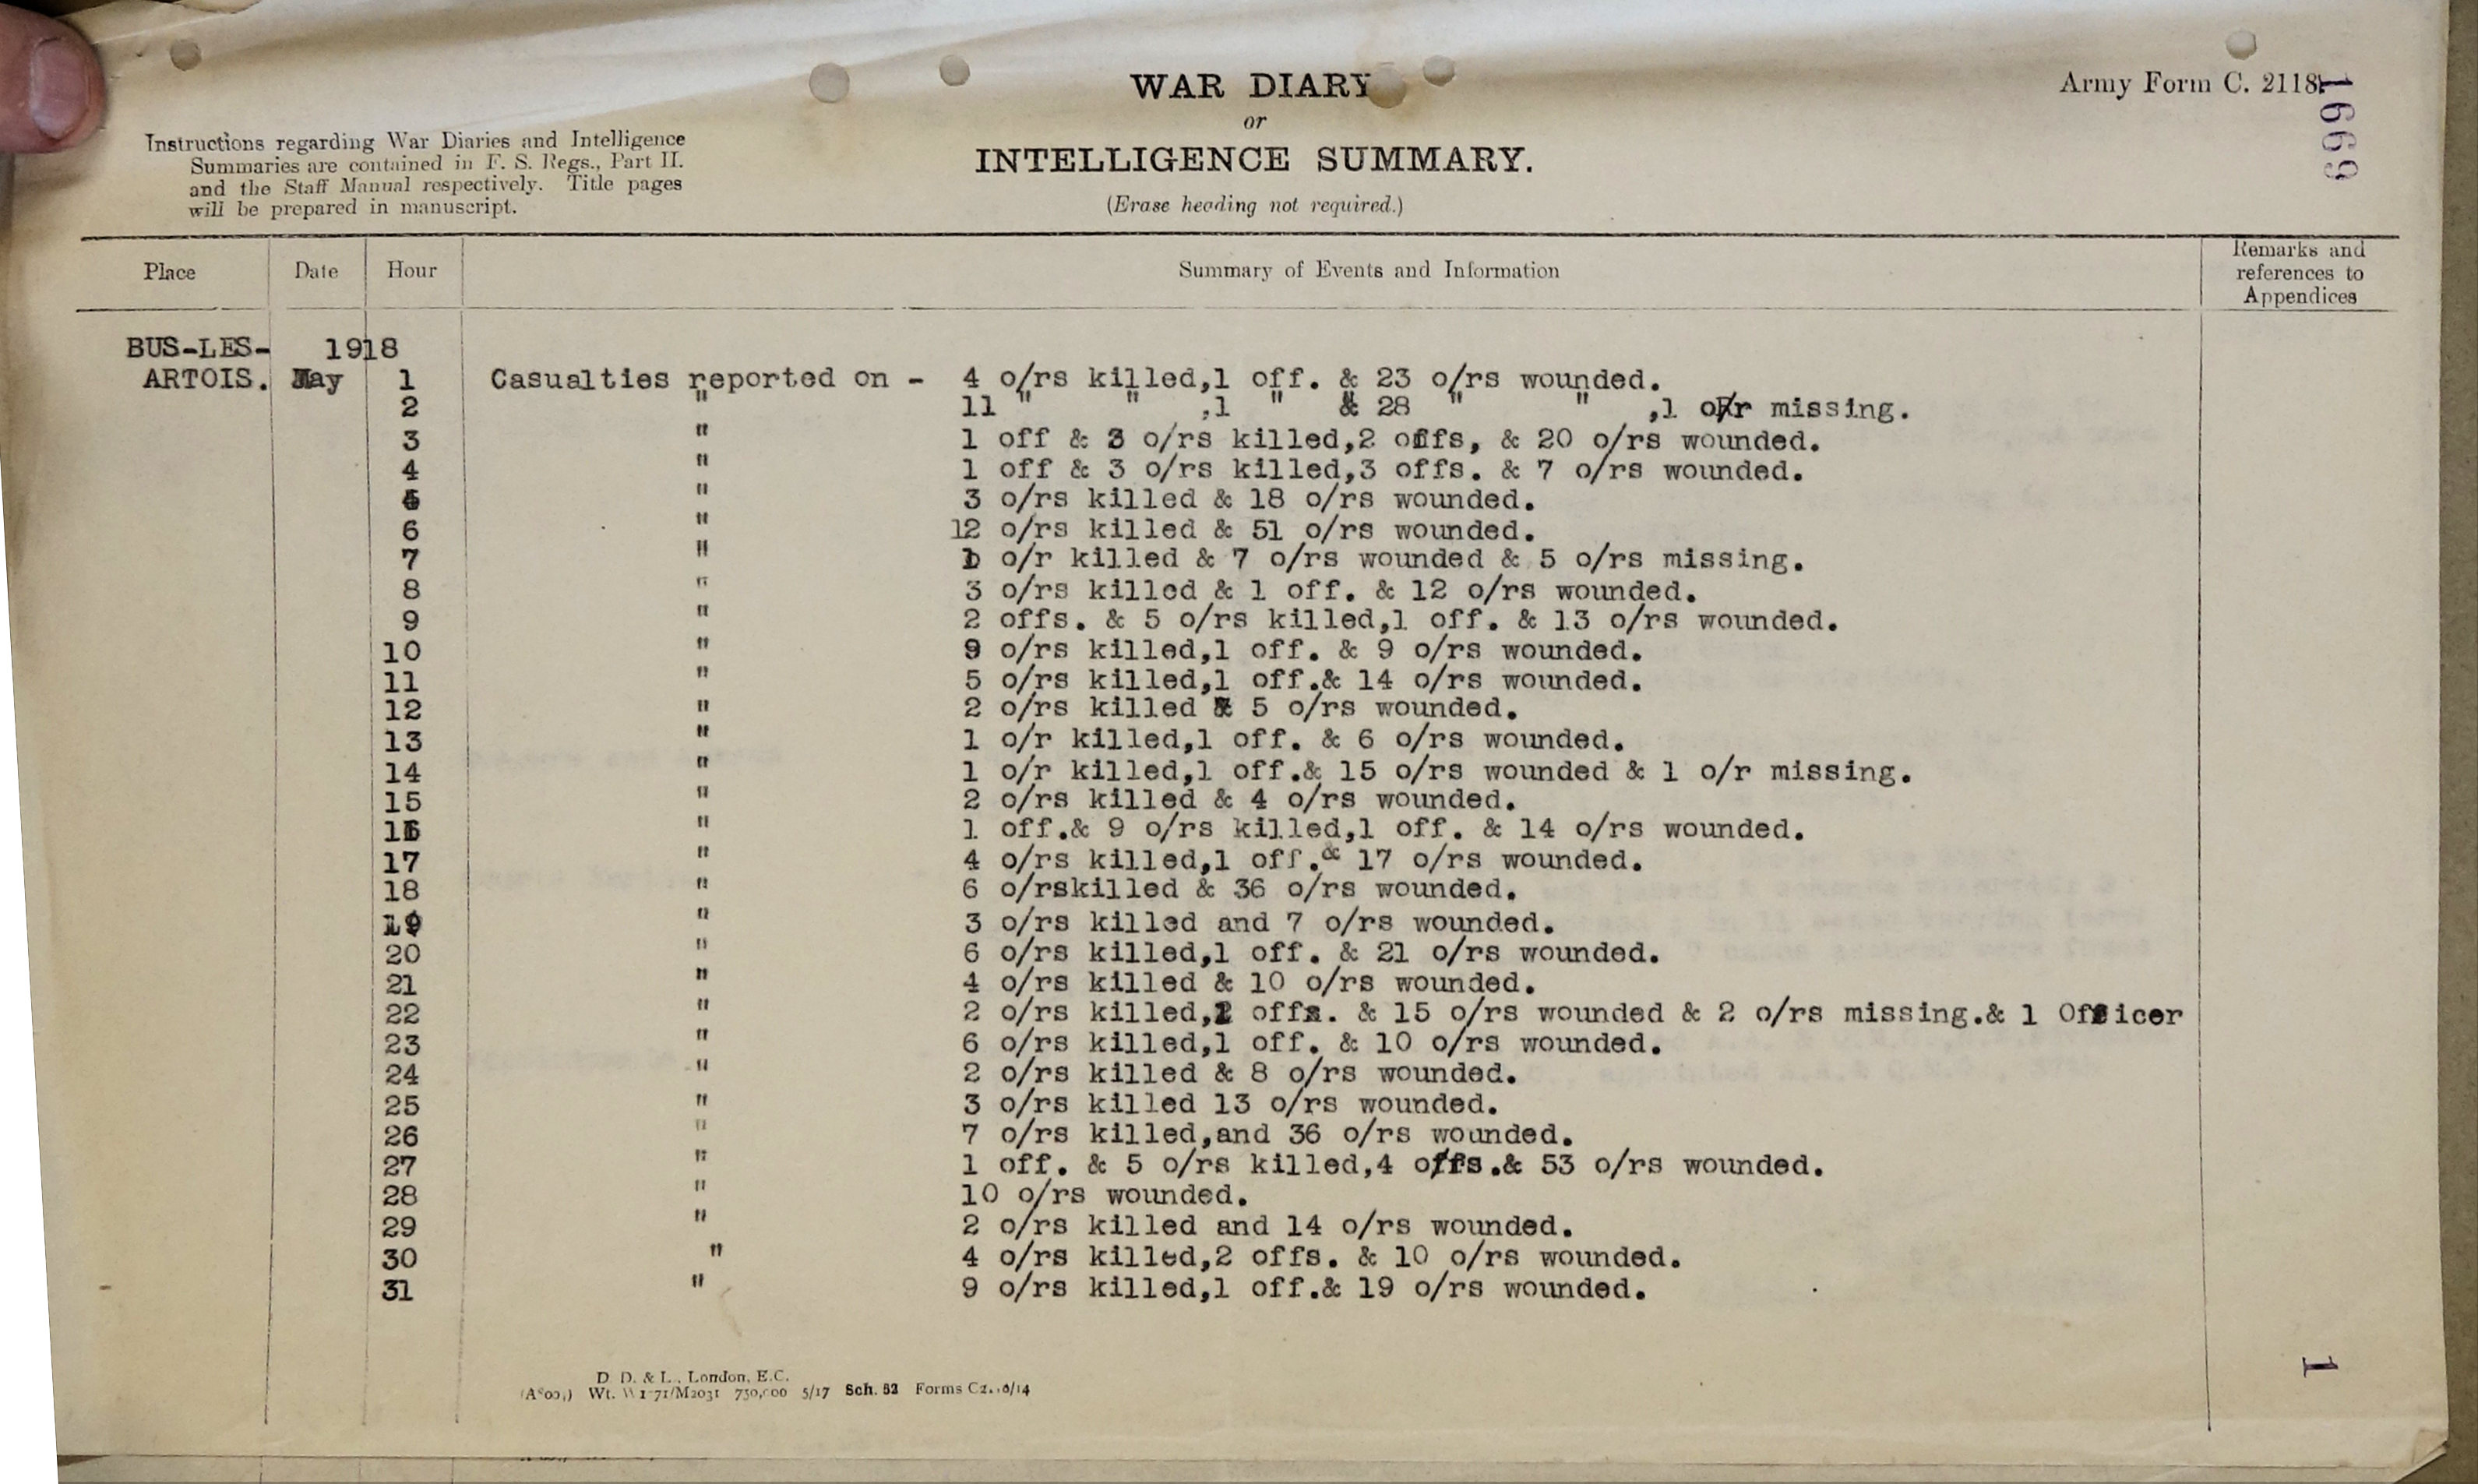 WAR DIARY
or
INTELLIGENCE SUMMARY.
(Erase heading not required.)
Army Form C. 2118.
1669
Instructions regarding War Diaries and Intelligence
Summaries are contained in F. S. Regs., Part II.
and the Staff Manual respectively. Title pages
will be prepared in manuscript.
Place Date Hour Summary of Events and Information Remarks and
references to
Appendices
BUS-LES- 1918
ARTOIS. May 1 Casualties reported on - 4 o/rs killed,1 off. & 23 o/rs wounded.
2 " 11 " " ,1 " & 28 " " ,1 o/r missing.
3 " 1 off & 3 o/rs killed,2 offs, & 20 o/rs wounded.
4 " 1 off & 3 o/rs killed,3 offs. & 7 o/rs wounded.
5 " 3 o/rs killed & 18 o/rs wounded.
6 " 12 o/rs killed & 51 o/rs wounded.
7 " 1 o/r killed & 7 o/rs wounded & 5 o/rs missing.
8 " 3 o/rs killed & 1 off. & 12 o/rs wounded.
9 " 2 offs. & 5 o/rs killed,1 off. & 13 o/rs wounded.
10 " 9 o/rs killed,1 off. & 9 o/rs wounded.
11 " 5 o/rs killed,1 off.& 14 o/rs wounded.
12 " 2 o/rs killed & 5 o/rs wounded.
13 " 1 o/r killed,1 off. & 6 o/rs wounded.
14 " 1 o/r killed,1 off.& 15 o/rs wounded & 1 o/r missing.
15 " 2 o/rs killed & 4 o/rs wounded.
16 " 1 off.& 9 o/rs killed,1 off. & 14 o/rs wounded.
17 " 4 o/rs killed,1 off.& 17 o/rs wounded.
18 " 6 o/rskilled & 36 o/rs wounded.
19 " 3 o/rs killed and 7 o/rs wounded.
20 " 6 o/rs killed,1 off. & 21 o/rs wounded.
21 " 4 o/rs killed & 10 o/rs wounded.
22 " 2 o/rs killed, off. & 15 o/rs wounded & 2 o/rs missing.& 1 Officer
23 " 6 o/rs killed,1 off. & 10 o/rs wounded.
24 " 2 o/rs killed & 8 o/rs wounded.
25 " 3 o/rs killed 13 o/rs wounded.
26 " 7 o/rs killed,and 36 o/rs wounded.
27 " 1 off. & 5 o/rs killed,4 offs.& 53 o/rs wounded.
28 " 10 o/rs wounded.
29 " 2 o/rs killed and 14 o/rs wounded.
30 " 4 o/rs killed,2 offs. & 10 o/rs wounded.
31 " 9 o/rs killed,1 off.& 19 o/rs wounded.
1
D. D. & L., London, E.C.
750,000 5/17 Sch. 52 Forms